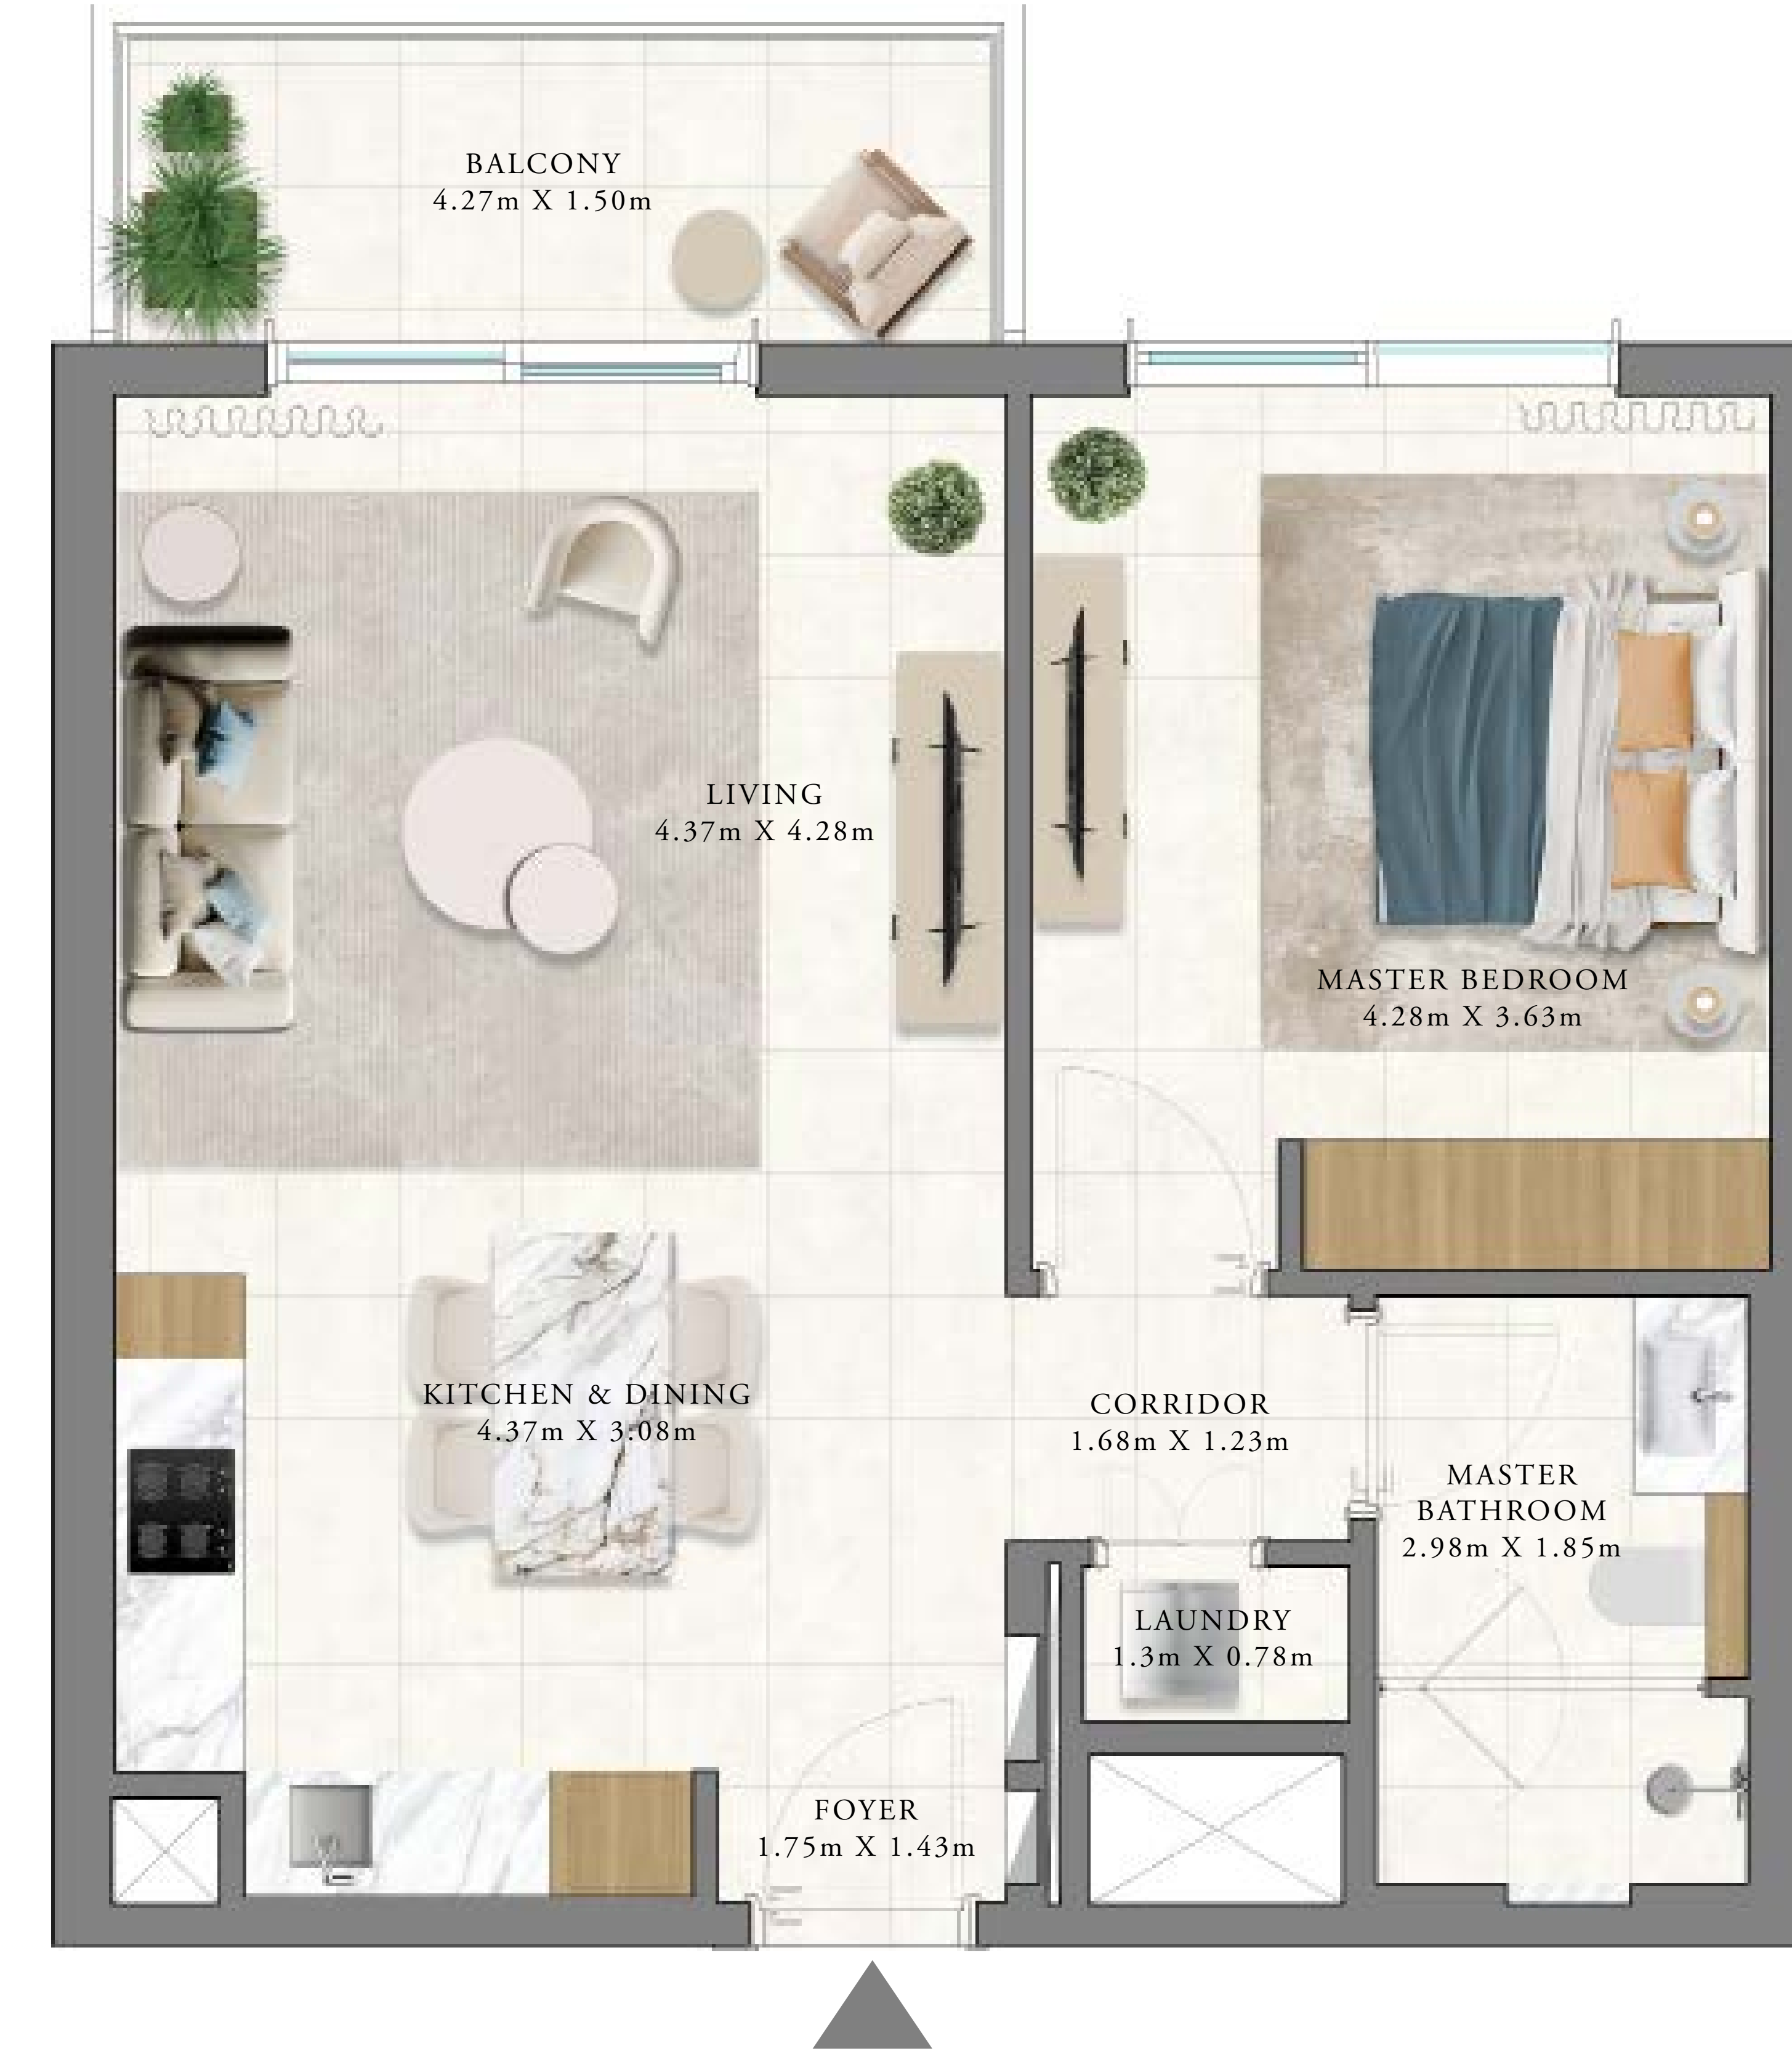 BALCONY
4.27m X 1.50m
LIVING
4.37m X 4.28m
MASTER BEDROOM
4.28m X 3.63m
KITCHEN & DINING
4.37m X 3.08m
CORRIDOR
1.68m X 1.23m
MASTER
BATHROOM
2.98m X 1.85m
LAUNDRY
1.3m X 0.78m
FOYER
1.75m X 1.43m